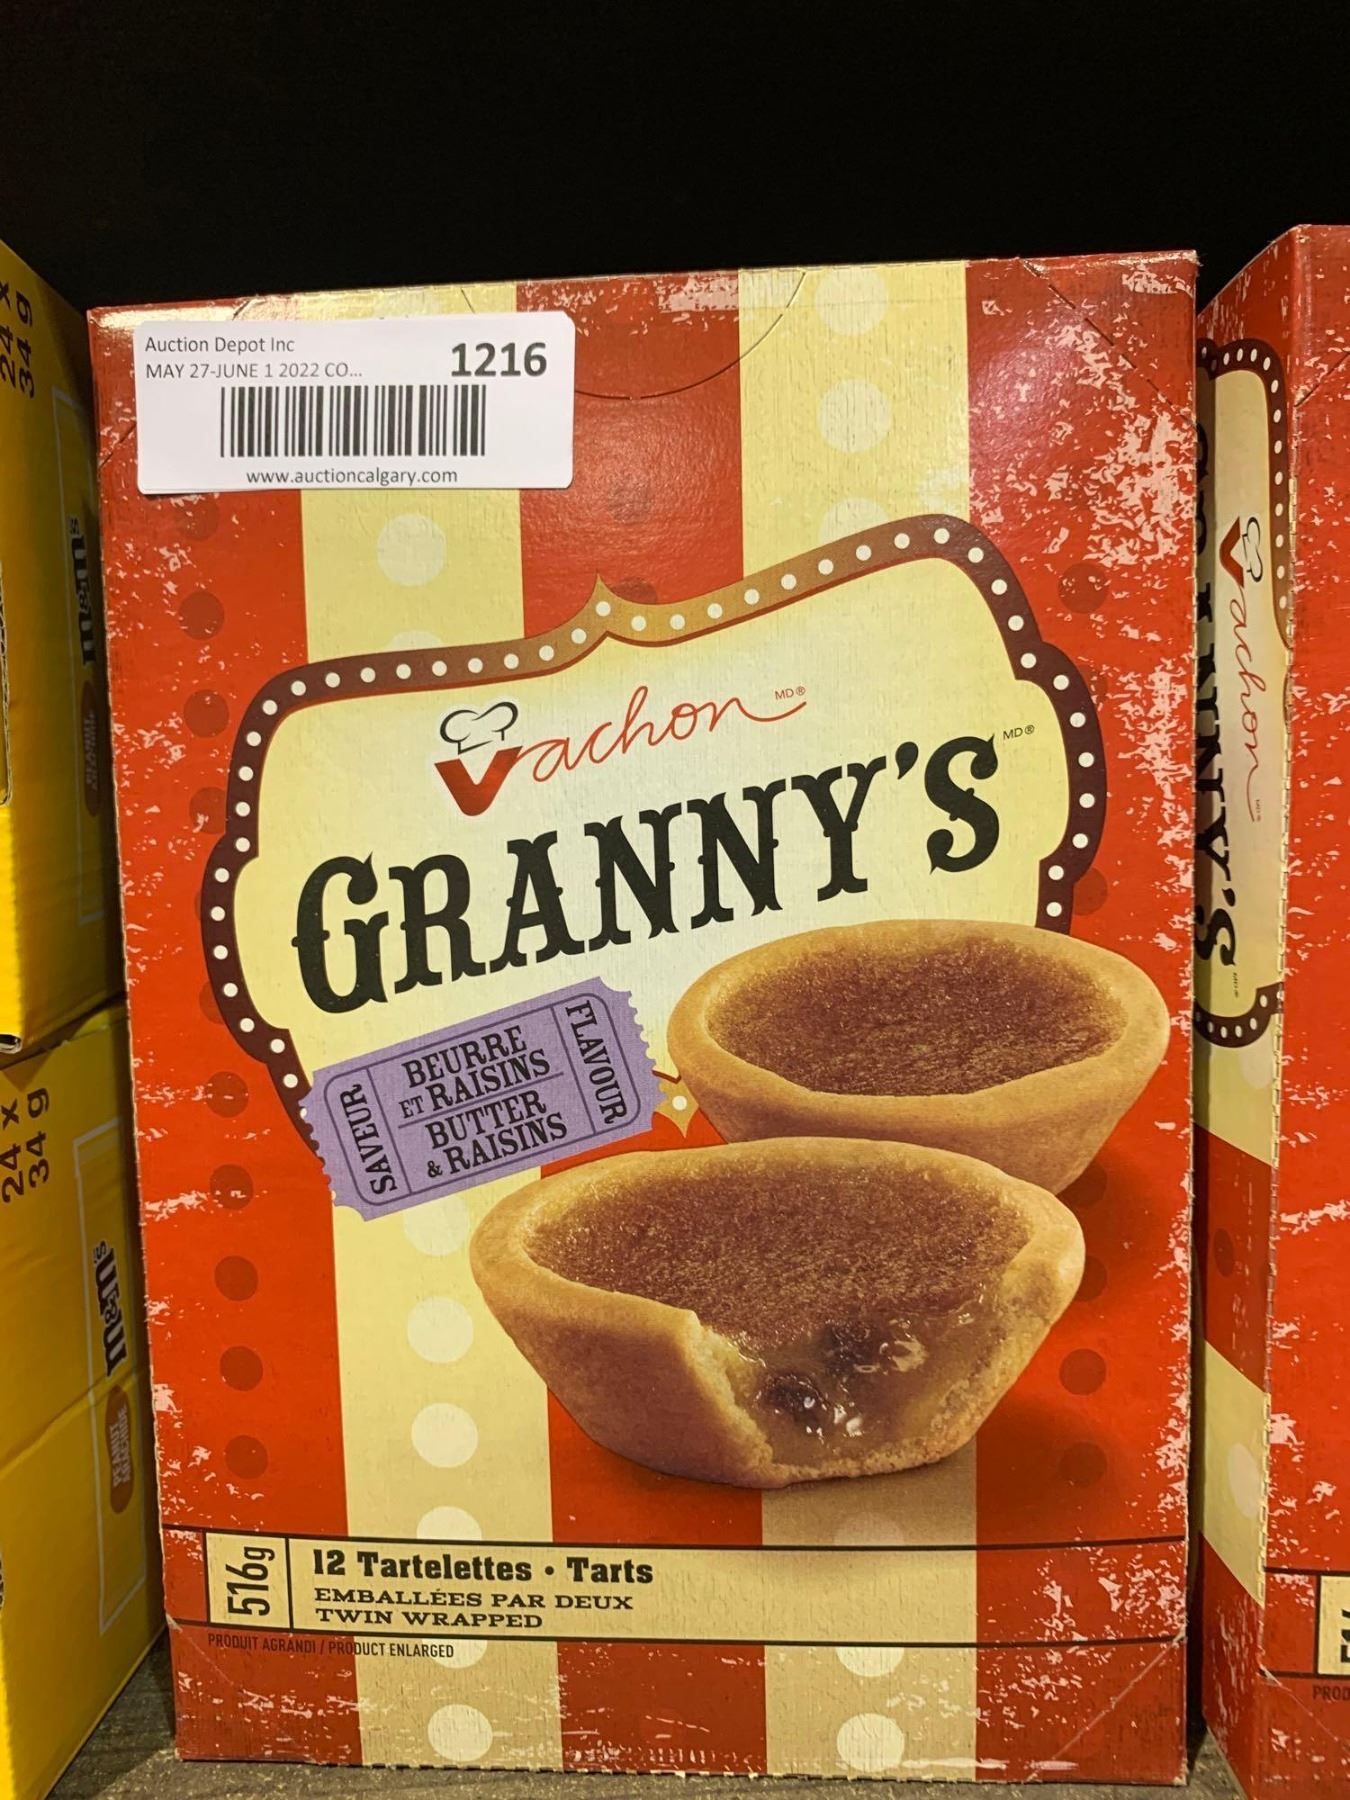 Auction Depot Inc
MAY 27-JUNE 1 2022 CO...
1216
www.auctioncalgary.com
Vachon MD®
GRANNY'S MD®
SAVEUR
BEURRE
ET RAISINS
BUTTER
& RAISINS
FLAVOUR
516g
12 Tartelettes • Tarts
EMBALLÉES PAR DEUX
TWIN WRAPPED
PRODUIT AGRANDI / PRODUCT ENLARGED
24 x
34 g
m&m's
24 x
34 g
m&m's
PEANUT
ARACHIDE
Vachon
GRANNY'S